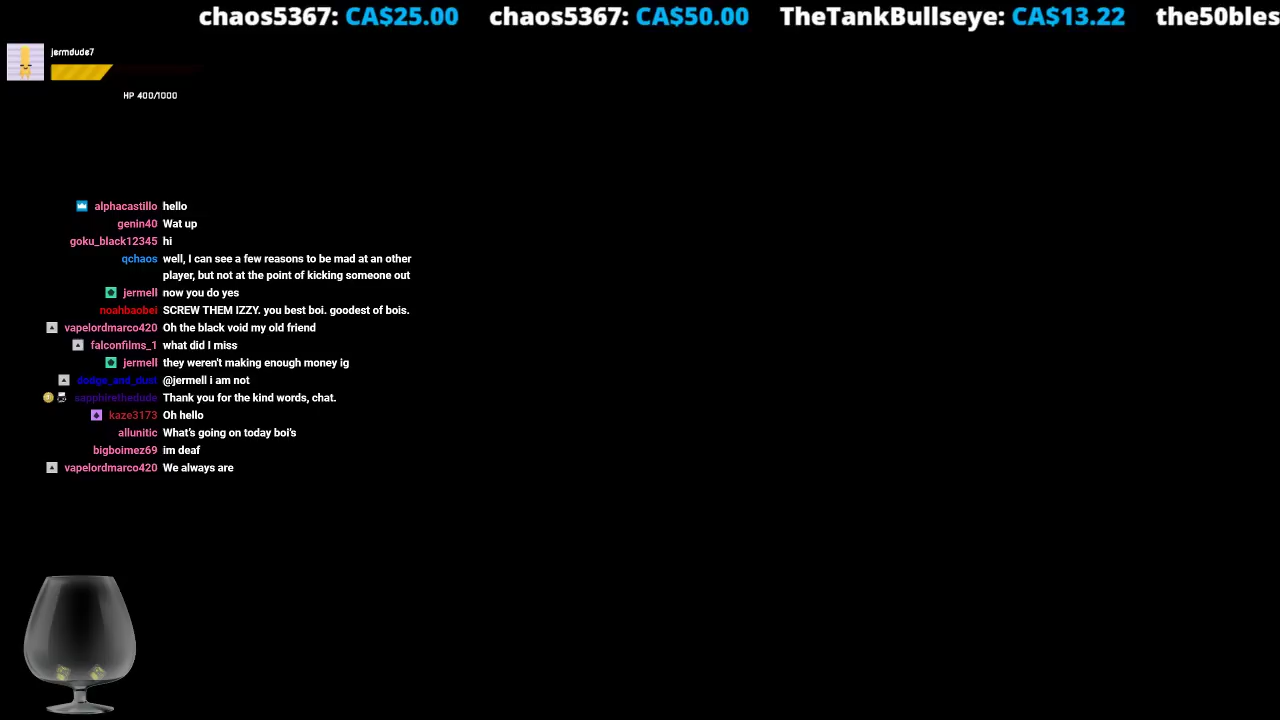 chaos5367: CA$25.00 chaos5367: CA$50.00 TheTankBullseye: CA$13.22 the50bles
jermdude7
HP 400/1000
alphacastillo hello
genin40 Wat up
goku_black12345 hi
qchaos well, I can see a few reasons to be mad at an other
player, but not at the point of kicking someone out
jermell now you do yes
noahbaobei SCREW THEM IZZY. you best boi. goodest of bois.
vapelordmarco420 Oh the black void my old friend
falconfilms_1 what did I miss
jermell they weren't making enough money ig
dodge_and_dust @jermell i am not
sapphirethedude Thank you for the kind words, chat.
kaze3173 Oh hello
allunitic What's going on today boi's
bigboimez69 im deaf
vapelordmarco420 We always are